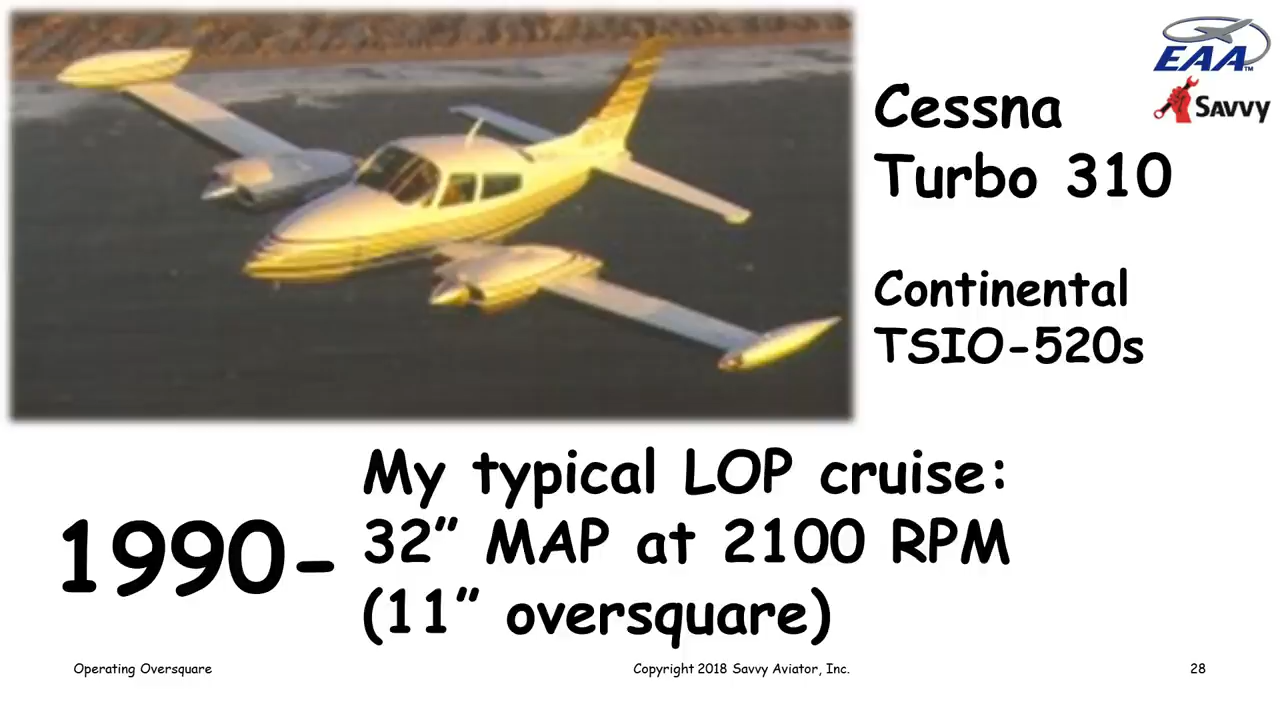 EAA™
Savvy
Cessna
Turbo 310
Continental
TSIO-520s
1990-
My typical LOP cruise:
32” MAP at 2100 RPM
(11” oversquare)
Operating Oversquare
Copyright 2018 Savvy Aviator, Inc.
28